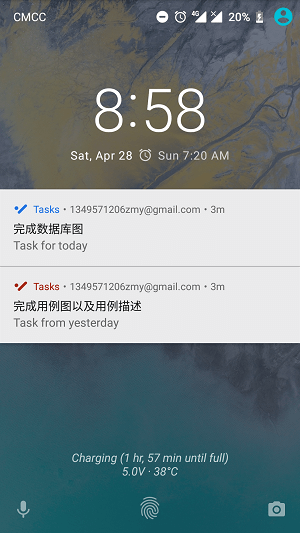 CMCC 4G 20%
8:58
Sat, Apr 28 Sun 7:20 AM
Tasks • 1349571206zmy@gmail.com • 3m
完成数据库图
Task for today
Tasks • 1349571206zmy@gmail.com • 3m
完成用例图以及用例描述
Task from yesterday
Charging (1 hr, 57 min until full)
5.0V · 38°C